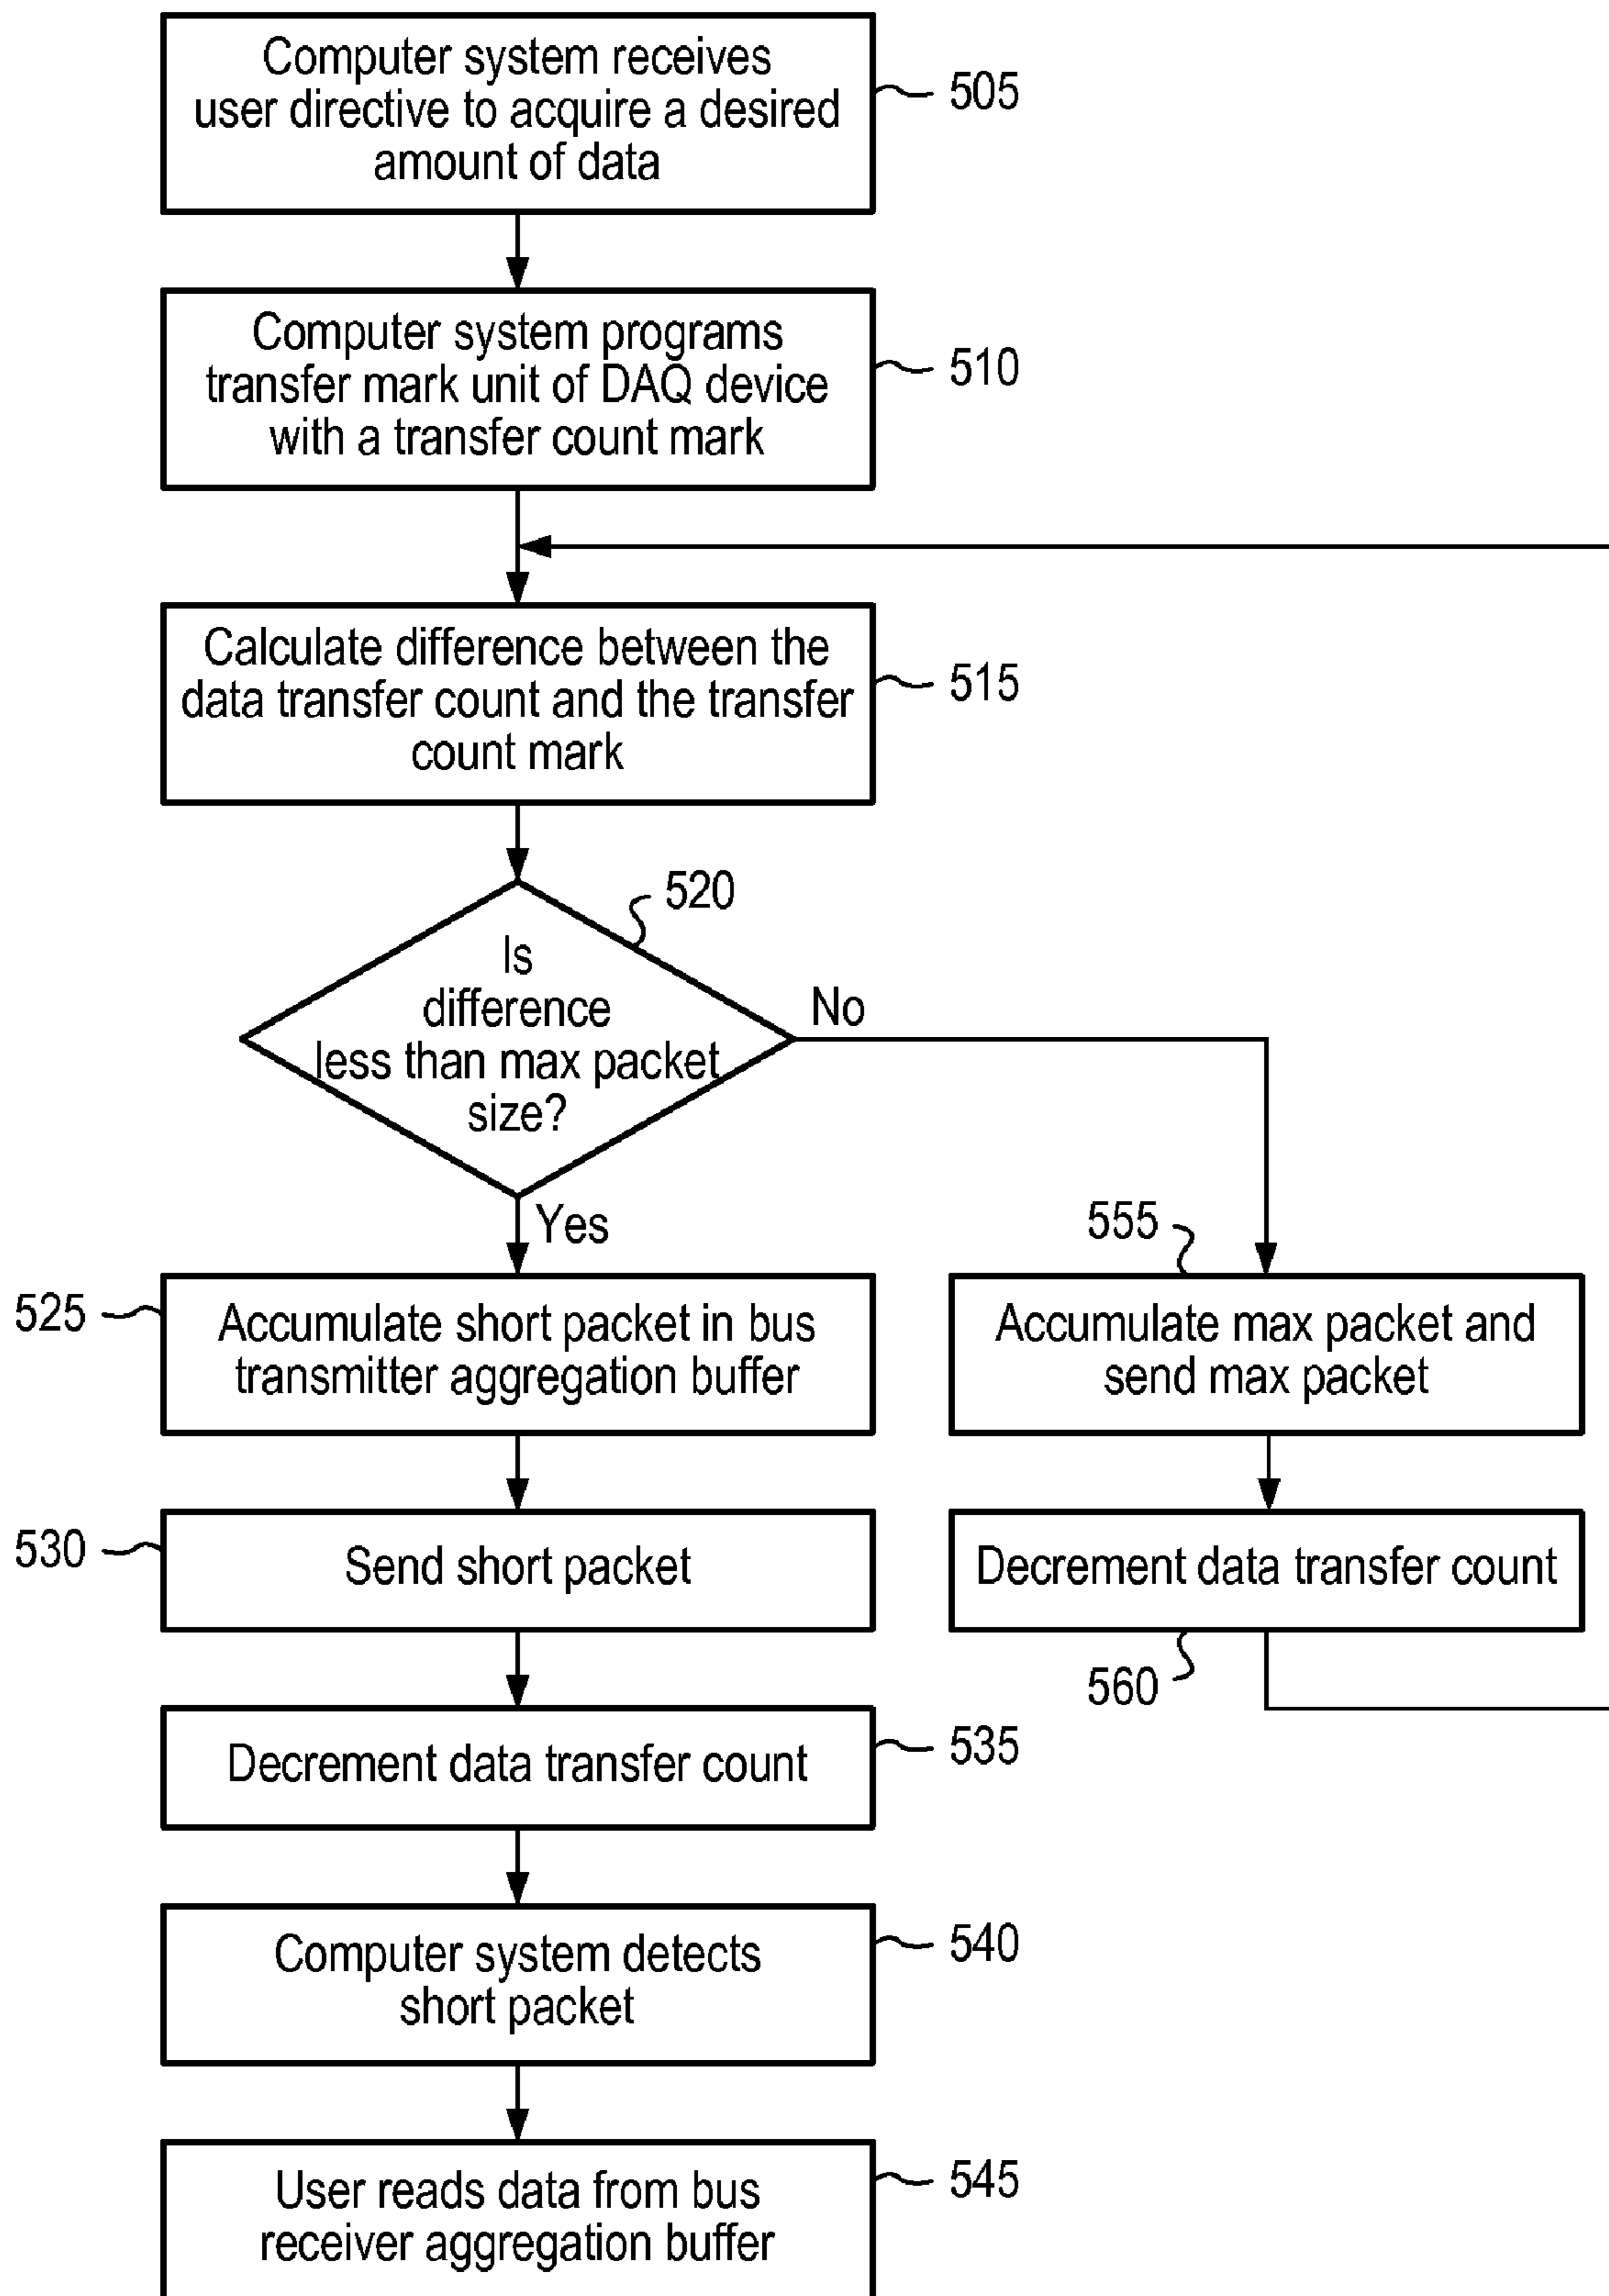 Computer system receives
user directive to acquire a desired
amount of data
505
Computer system programs
transfer mark unit of DAQ device
with a transfer count mark
510
Calculate difference between the
data transfer count and the transfer
count mark
515
520
Is
difference
less than max packet
size?
No
Yes
525
Accumulate short packet in bus
transmitter aggregation buffer
555
Accumulate max packet and
send max packet
530
Send short packet
Decrement data transfer count
560
Decrement data transfer count
535
Computer system detects
short packet
540
User reads data from bus
receiver aggregation buffer
545